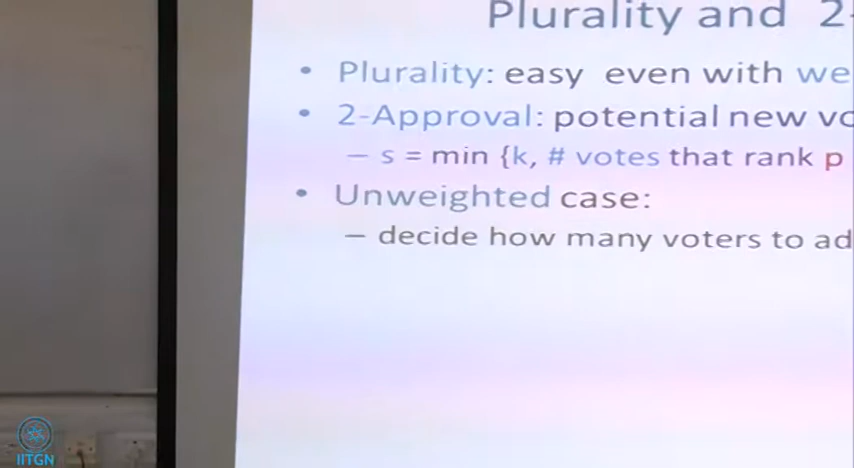 Plurality and 2-
• Plurality: easy even with we
• 2-Approval: potential new vo
– s = min {k, # votes that rank p
• Unweighted case:
– decide how many voters to ad
IITGN